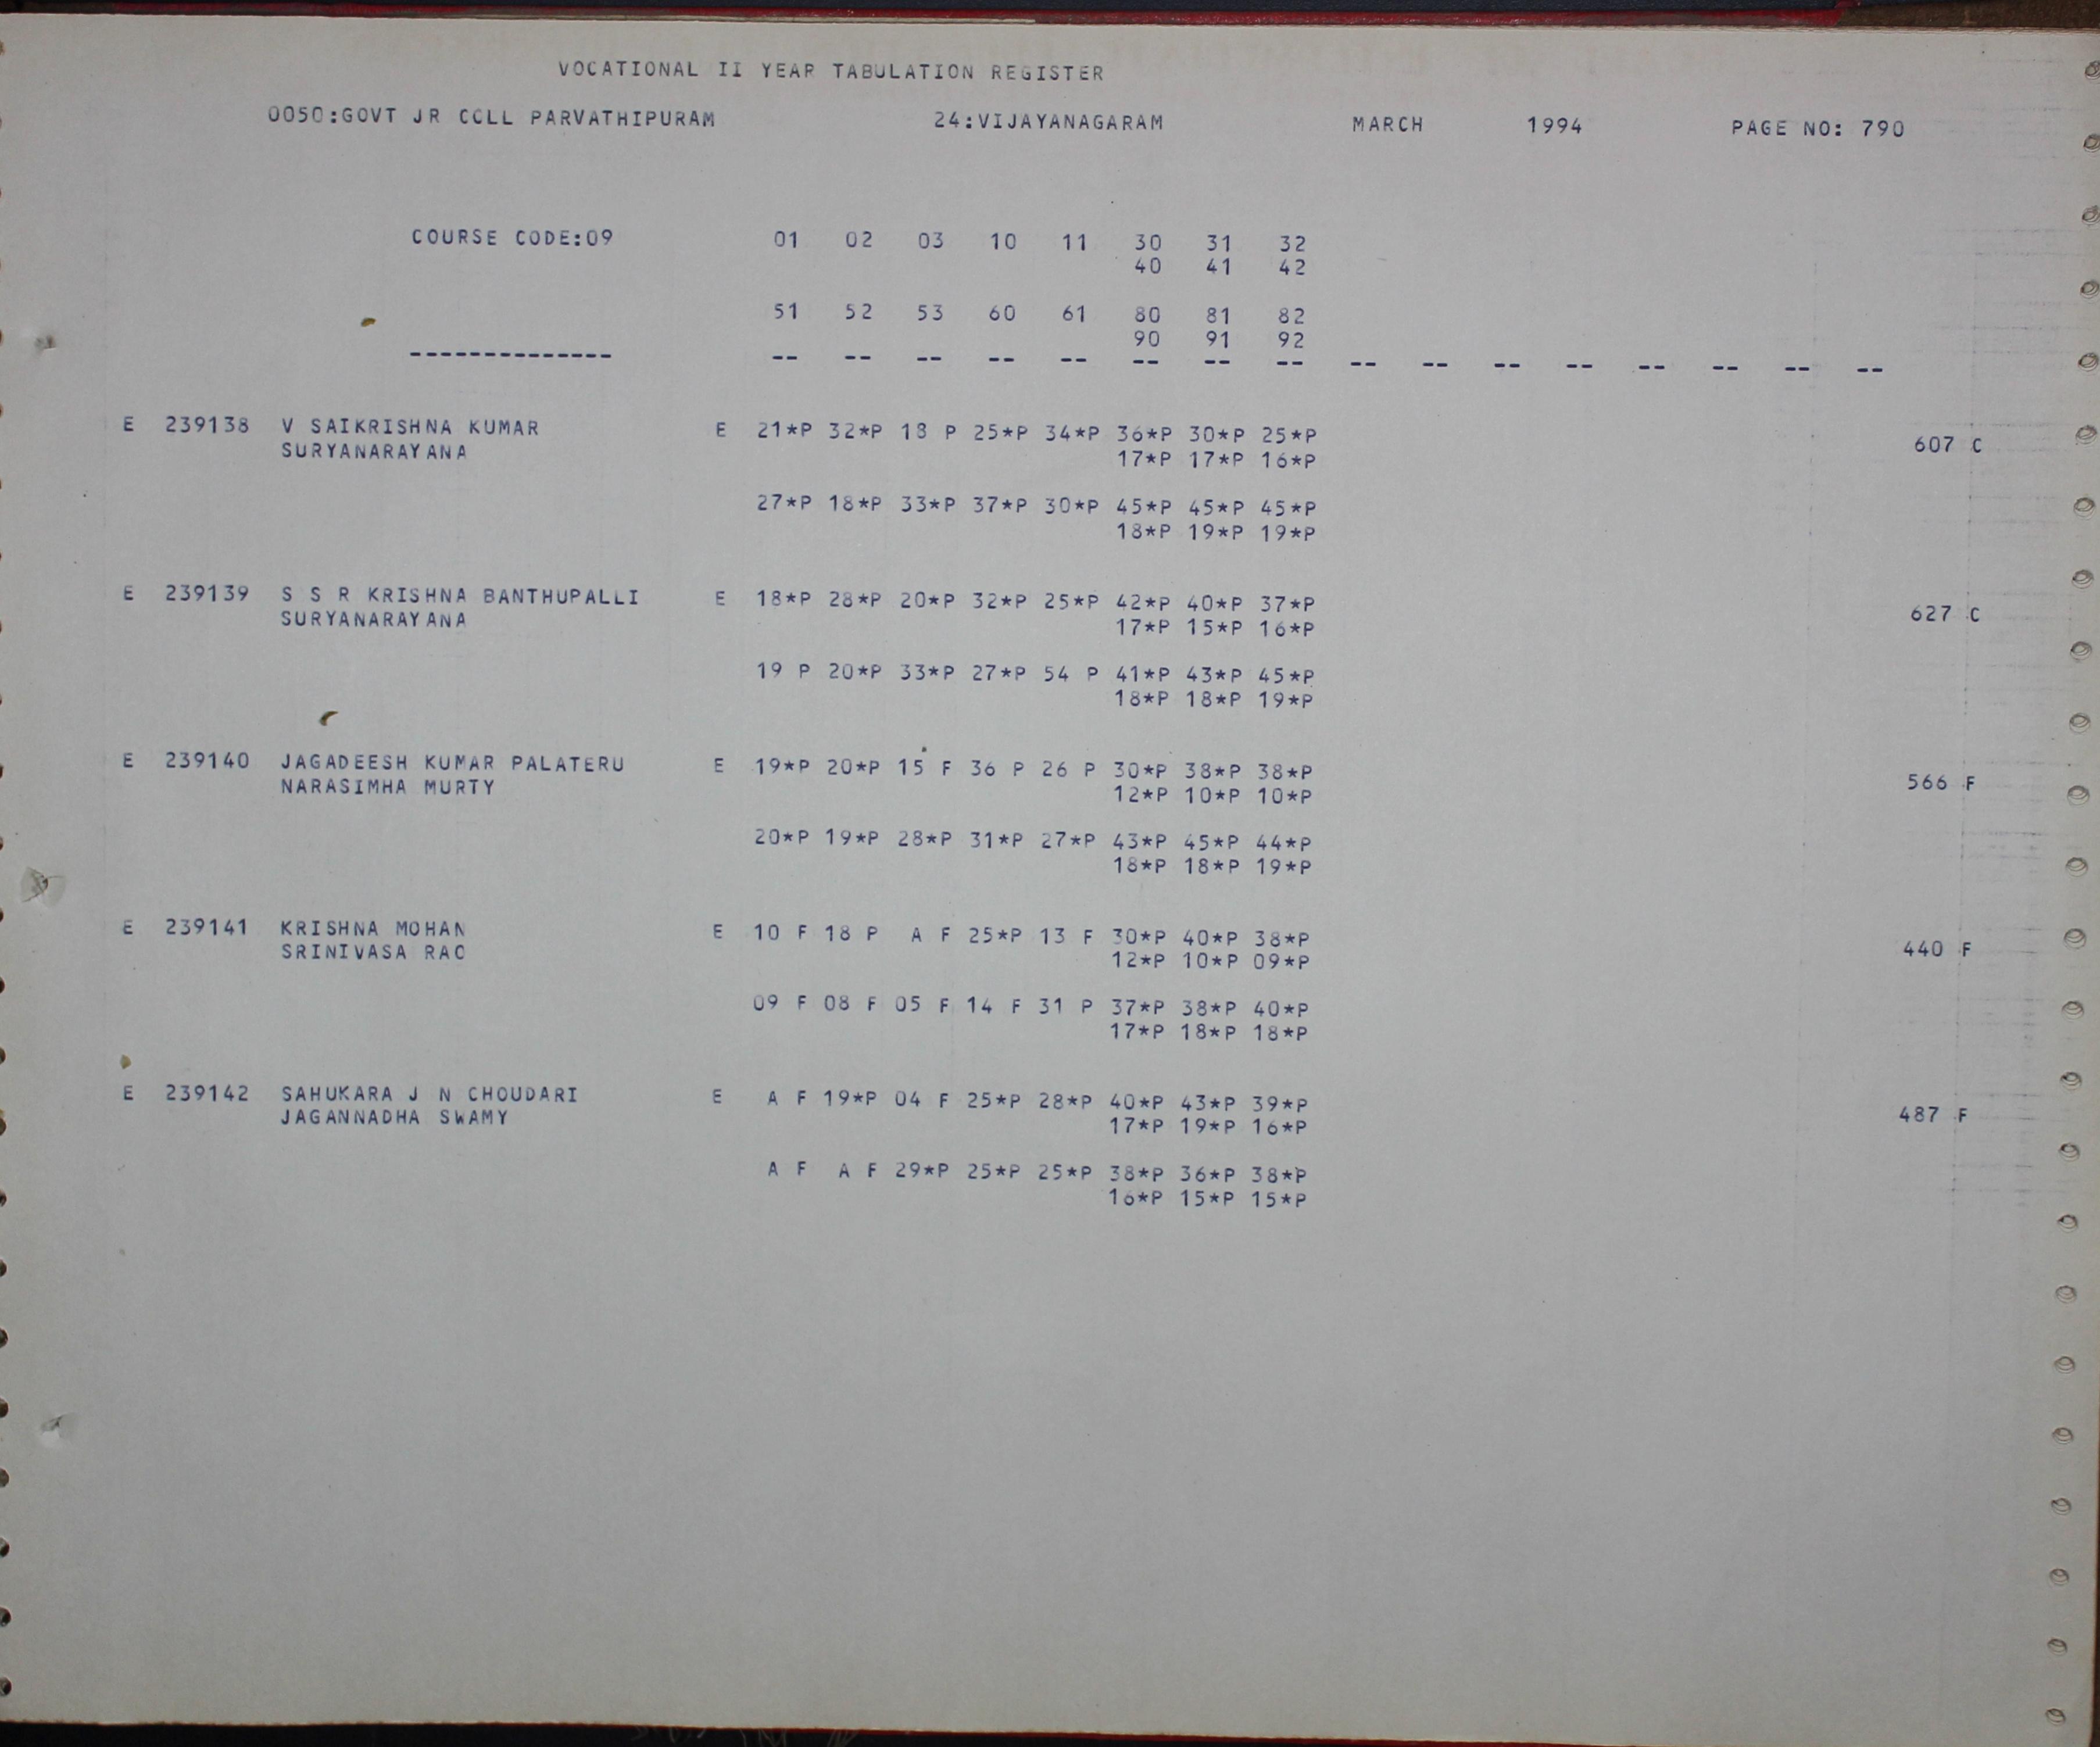 VOCATIONAL II YEAR TABULATION REGISTER
0050:GOVT JR COLL PARVATHIPURAM 24:VIJAYANAGARAM MARCH 1994 PAGE NO: 790
COURSE CODE:09 01 02 03 10 11 30 31 32
40 41 42
51 52 53 60 61 80 81 82
90 91 92
-------------- -- -- -- -- -- -- -- -- -- -- -- -- -- -- -- --
E 239138 V SAIKRISHNA KUMAR E 21*P 32*P 18 P 25*P 34*P 36*P 30*P 25*P 607 C
SURYANARAYANA 17*P 17*P 16*P
27*P 18*P 33*P 37*P 30*P 45*P 45*P 45*P
18*P 19*P 19*P
E 239139 S S R KRISHNA BANTHUPALLI E 18*P 28*P 20*P 32*P 25*P 42*P 40*P 37*P 627 C
SURYANARAYANA 17*P 15*P 16*P
19 P 20*P 33*P 27*P 54 P 41*P 43*P 45*P
18*P 18*P 19*P
E 239140 JAGADEESH KUMAR PALATERU E 19*P 20*P 15 F 36 P 26 P 30*P 38*P 38*P 566 F
NARASIMHA MURTY 12*P 10*P 10*P
20*P 19*P 28*P 31*P 27*P 43*P 45*P 44*P
18*P 18*P 19*P
E 239141 KRISHNA MOHAN E 10 F 18 P A F 25*P 13 F 30*P 40*P 38*P 440 F
SRINIVASA RAO 12*P 10*P 09*P
09 F 08 F 05 F 14 F 31 P 37*P 38*P 40*P
17*P 18*P 18*P
E 239142 SAHUKARA J N CHOUDARI E A F 19*P 04 F 25*P 28*P 40*P 43*P 39*P 487 F
JAGANNADHA SWAMY 17*P 19*P 16*P
A F A F 29*P 25*P 25*P 38*P 36*P 38*P
16*P 15*P 15*P